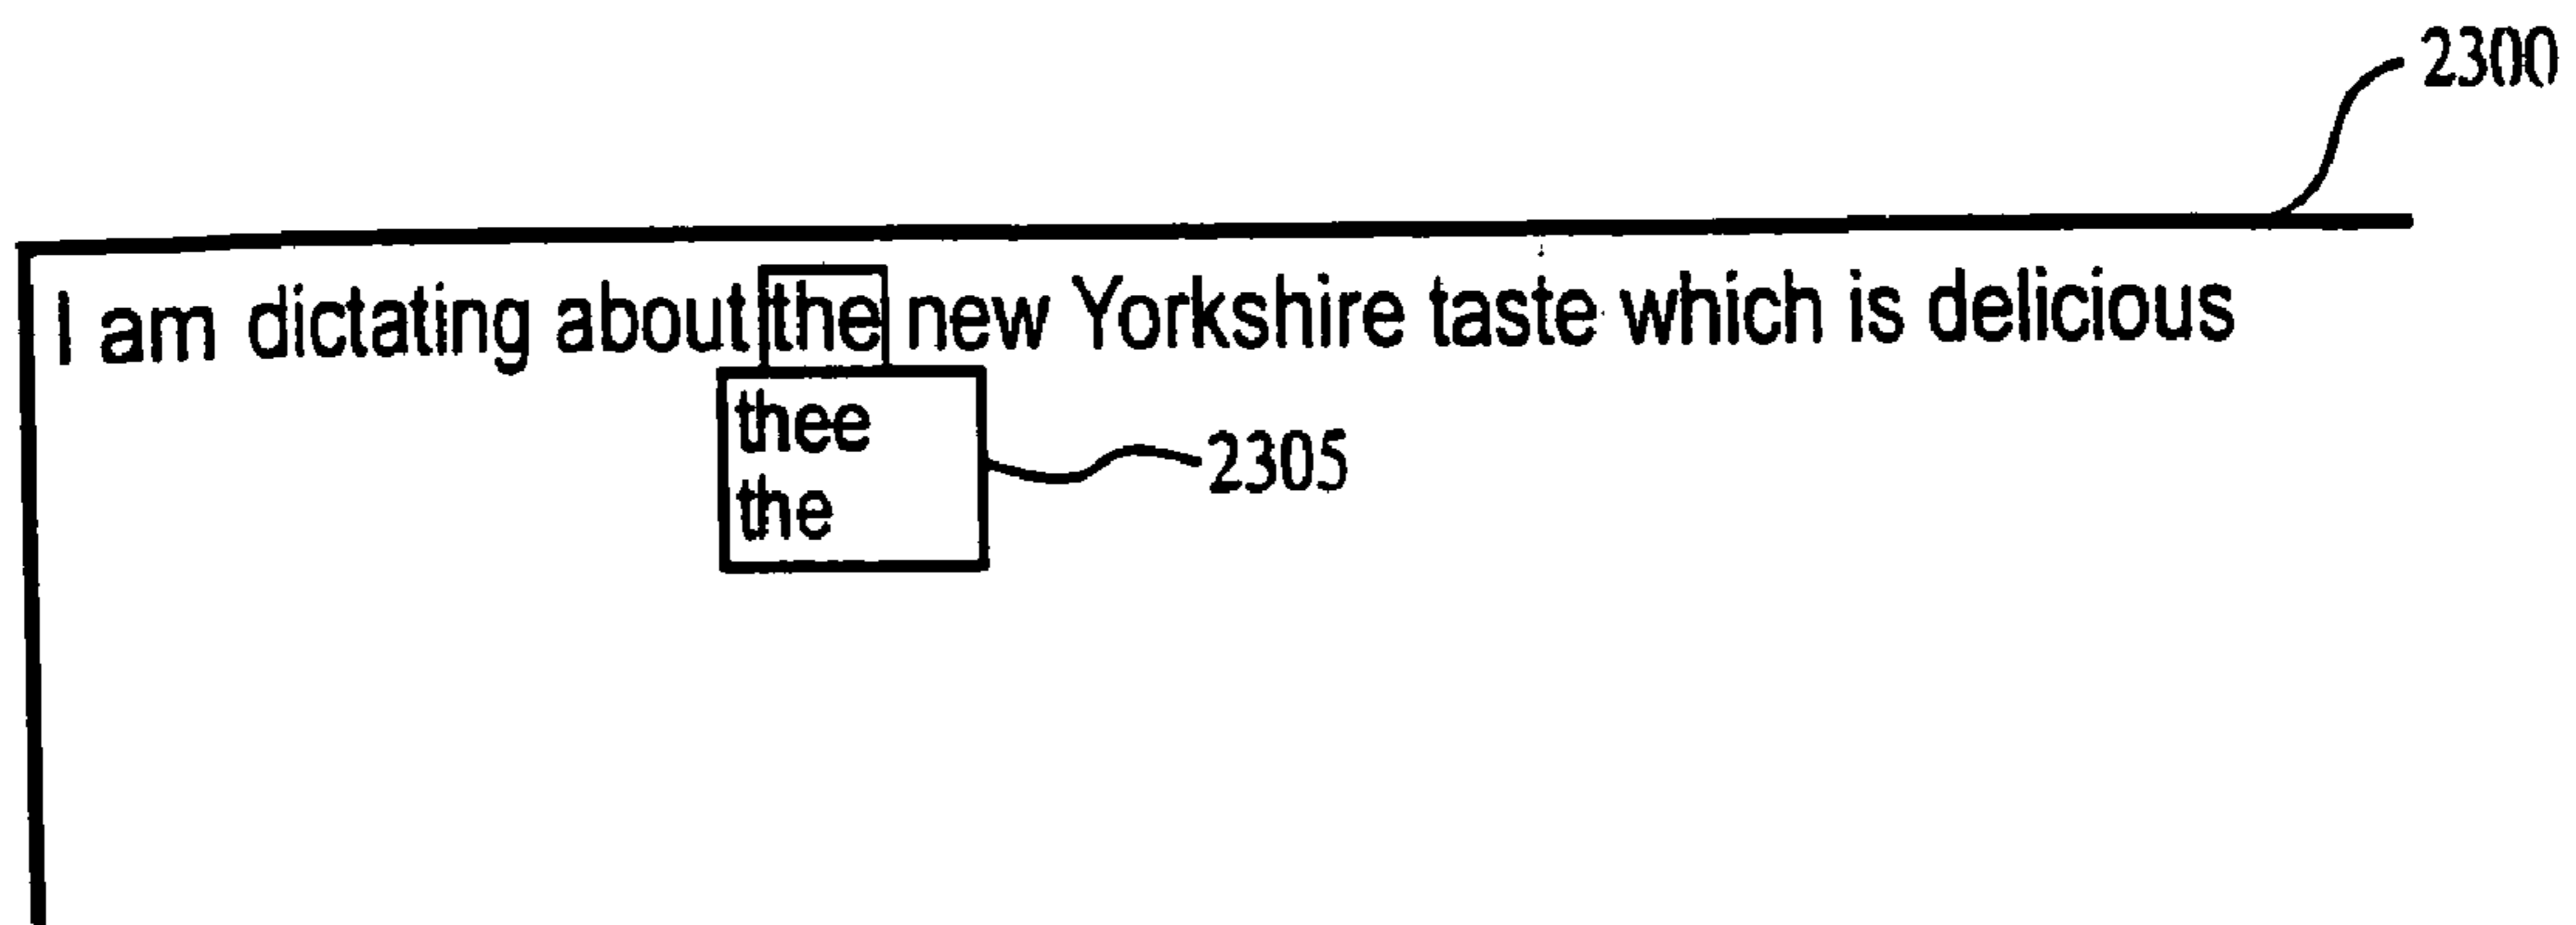 2300
I am dictating about the new Yorkshire taste which is delicious
thee
2305
the